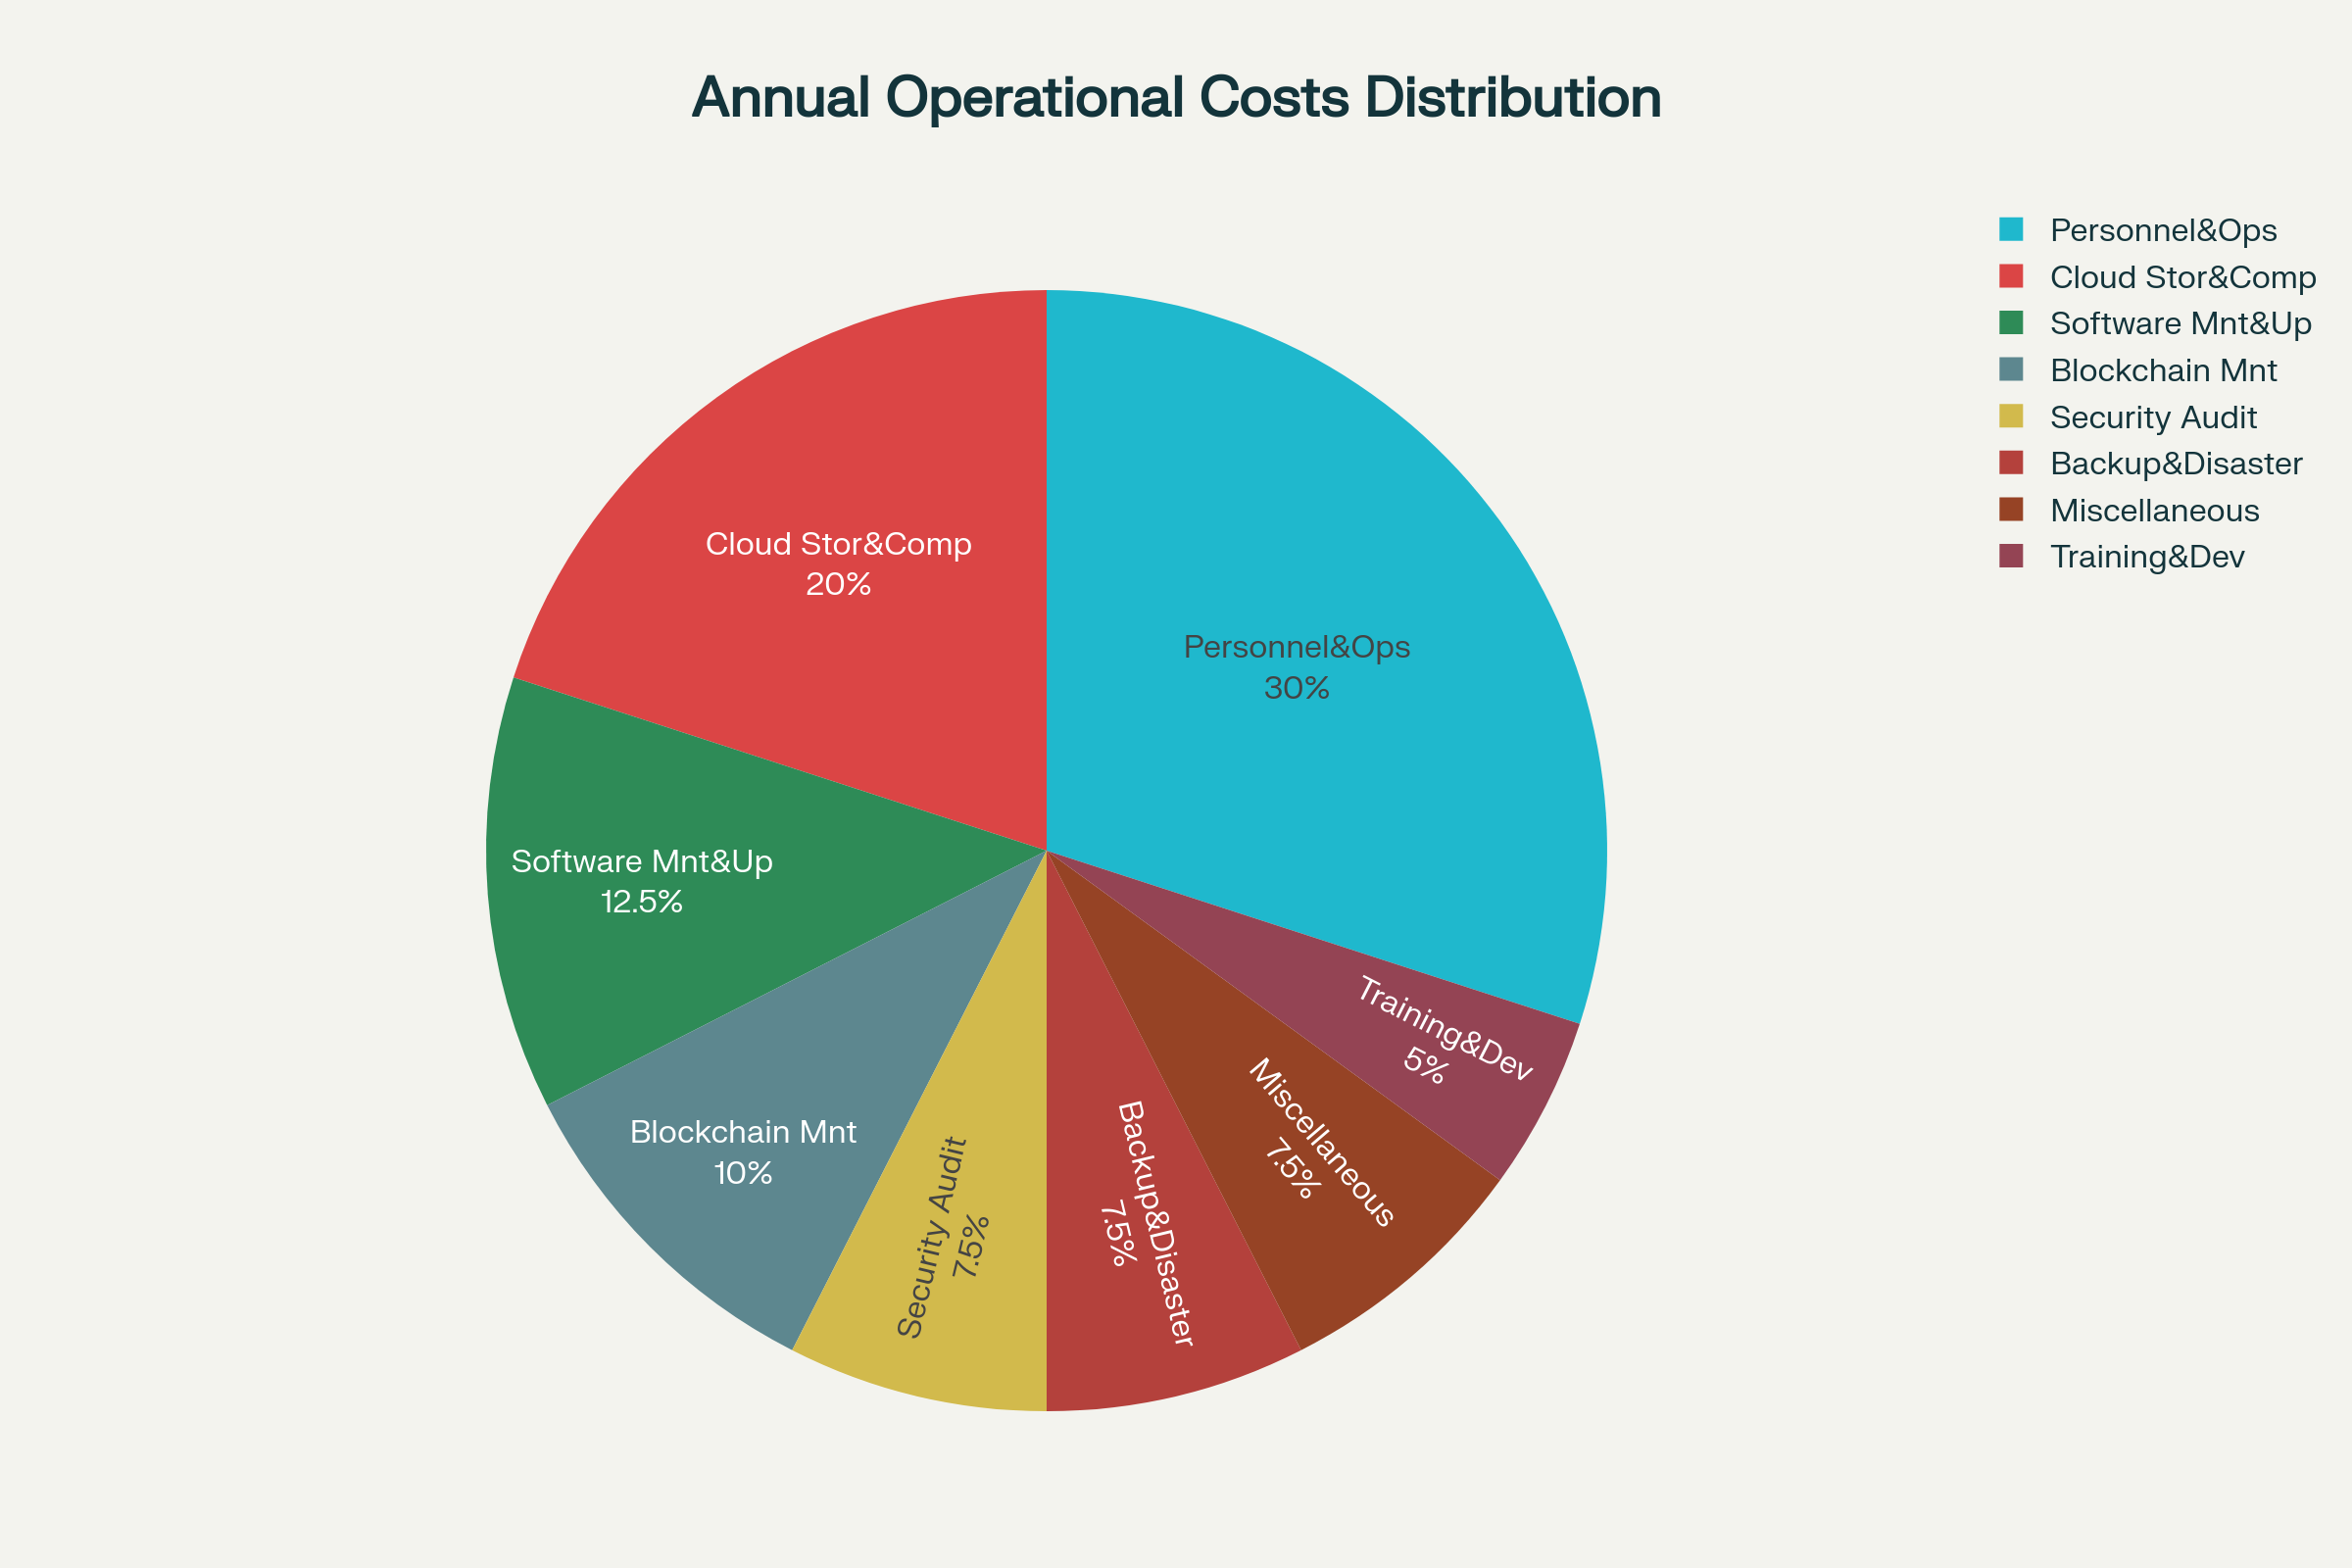 Annual Operational Costs Distribution
Personnel&Ops
Cloud Stor&Comp
Software Mnt&Up
Blockchain Mnt
Security Audit
Backup&Disaster
Miscellaneous
Training&Dev
Cloud Stor&Comp
20%
Personnel&Ops
30%
Software Mnt&Up
12.5%
Blockchain Mnt
10%
Security Audit
7.5%
Backup&Disaster
7.5%
Miscellaneous
7.5%
Training&Dev
5%